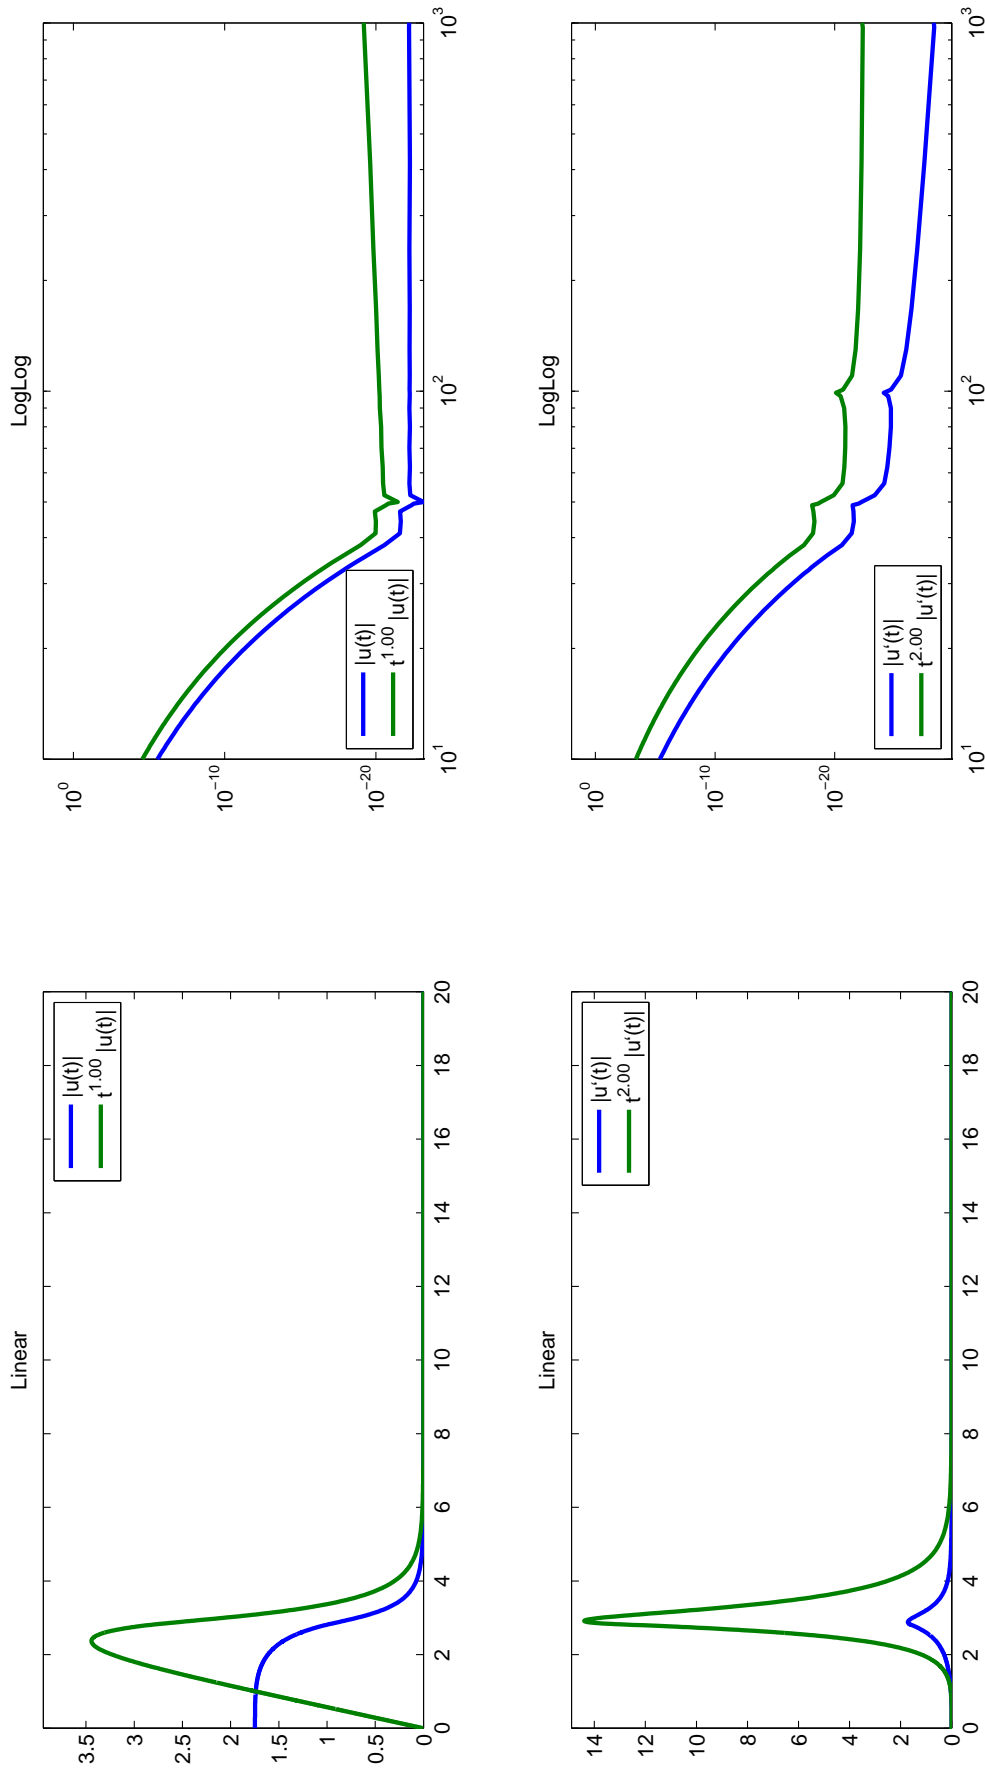 Linear
3.5
3
2.5
2
1.5
1
0.5
0
0 2 4 6 8 10 12 14 16 18 20
|u(t)|
t^1.00 |u(t)|
LogLog
10^0
10^−10
10^−20
10^1 10^2 10^3
|u(t)|
t^1.00 |u(t)|
Linear
14
12
10
8
6
4
2
0
0 2 4 6 8 10 12 14 16 18 20
|u‘(t)|
t^2.00 |u‘(t)|
LogLog
10^0
10^−10
10^−20
10^1 10^2 10^3
|u‘(t)|
t^2.00 |u‘(t)|